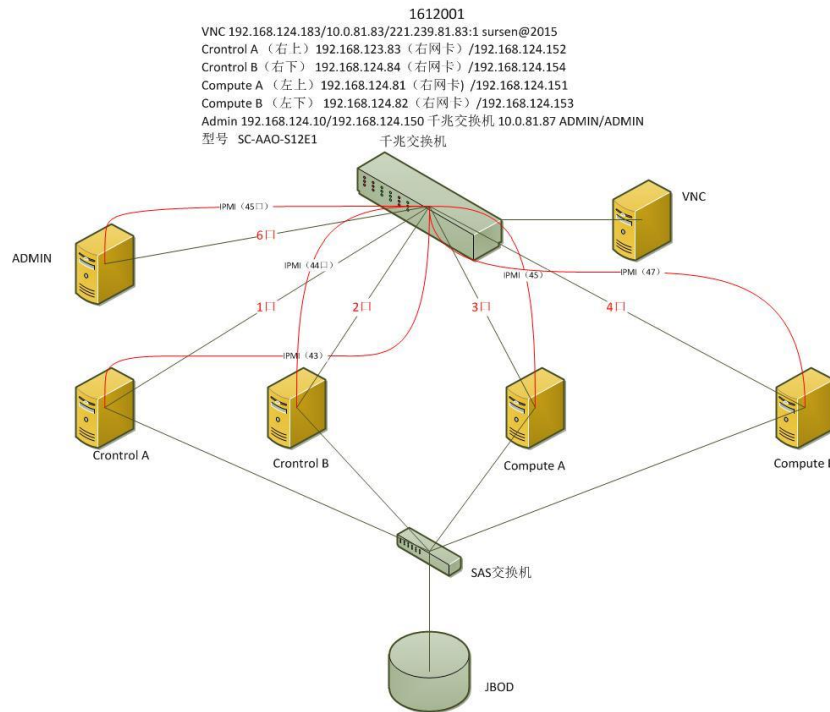 1612001
VNC 192.168.124.183/10.0.81.83/221.239.81.83:1 sursen@2015
Crontrol A （右上）192.168.123.83（右网卡）/192.168.124.152
Crontrol B（右下） 192.168.124.84（右网卡）/192.168.124.154
Compute A （左上）192.168.124.81（右网卡)  /192.168.124.151
Compute B （左下） 192.168.124.82（右网卡）/192.168.124.153
Admin 192.168.124.10/192.168.124.150 千兆交换机 10.0.81.87 ADMIN/ADMIN
型号 SC-AAO-S12E1
千兆交换机
VNC
IPMI（45口）
6口
ADMIN
IPMI（44口）
IPMI（45）
IPMI（47）
1口
2口
3口
4口
IPMI（43）
Crontrol A
Crontrol B
Compute A
Compute
SAS交换机
JBOD